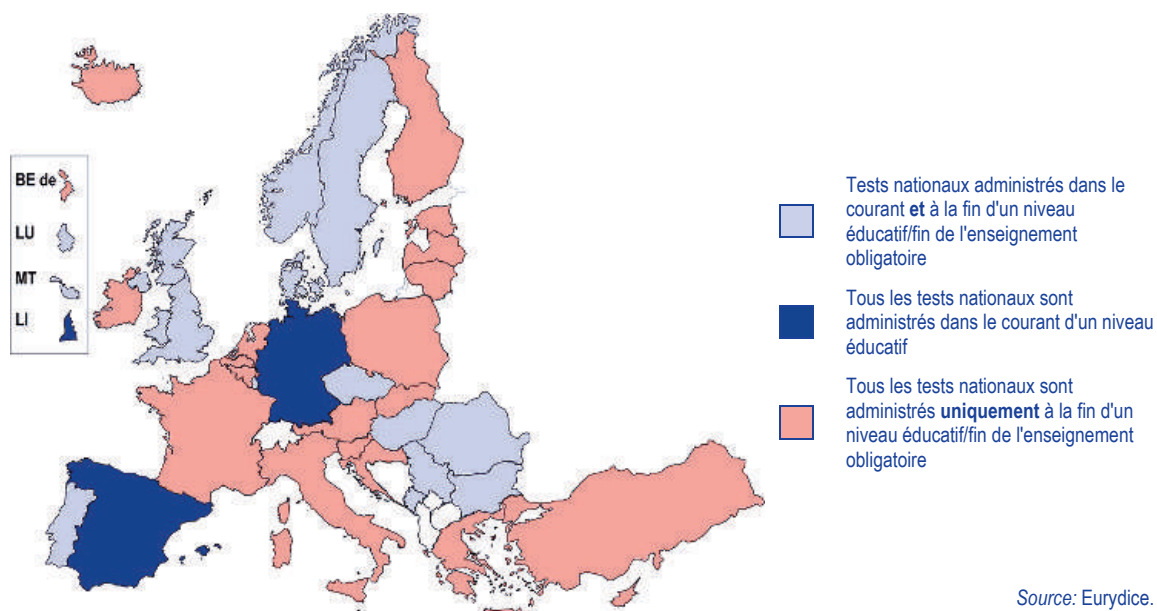 BE de
LU
MT
LI
Tests nationaux administrés dans le
courant et à la fin d'un niveau
éducatif/fin de l'enseignement
obligatoire
Tous les tests nationaux sont
administrés dans le courant d'un niveau
éducatif
Tous les tests nationaux sont
administrés uniquement à la fin d'un
niveau éducatif/fin de l'enseignement
obligatoire
Source: Eurydice.